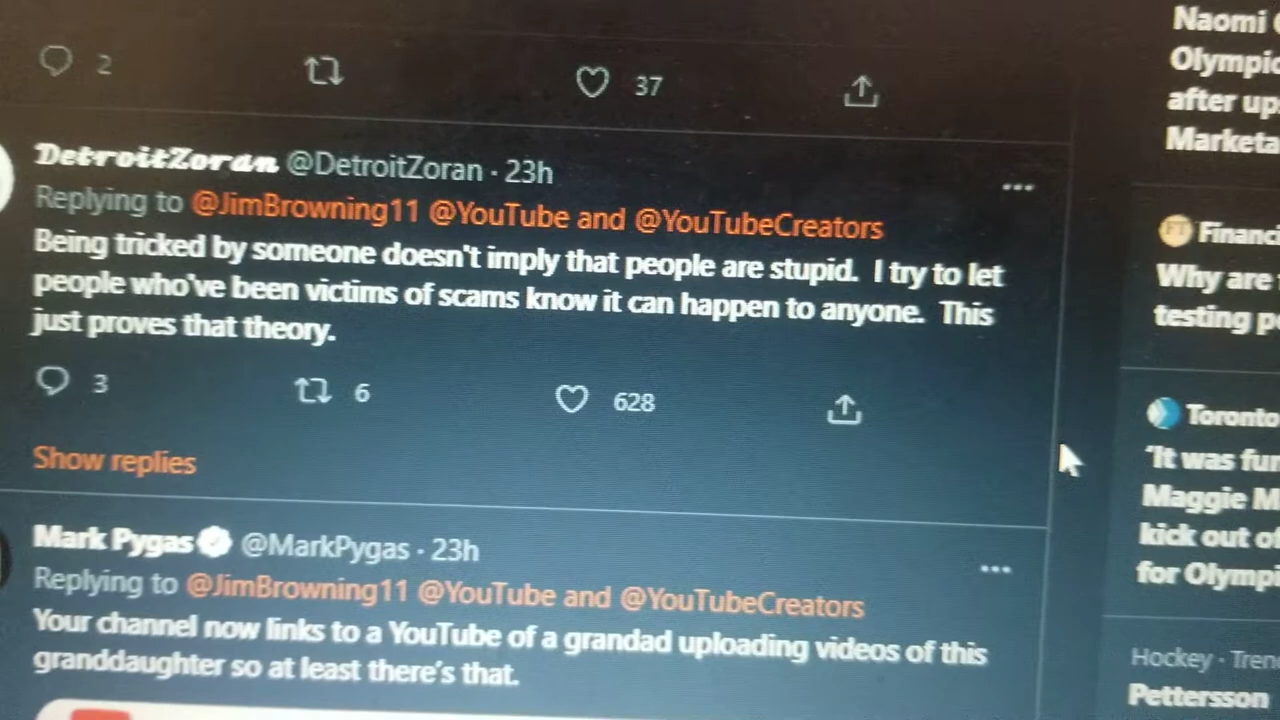 2 37
DetroitZoran @DetroitZoran · 23h
Replying to @JimBrowning11 @YouTube and @YouTubeCreators
Being tricked by someone doesn't imply that people are stupid. I try to let
people who've been victims of scams know it can happen to anyone. This
just proves that theory.
3 6 628
Show replies
Mark Pygas @MarkPygas · 23h
Replying to @JimBrowning11 @YouTube and @YouTubeCreators
Your channel now links to a YouTube of a grandad uploading videos of this
granddaughter so at least there's that.
Naomi
Olympic
after up
Marketa
FT Financi
Why are
testing p
Toronto
'It was fun
Maggie M
kick out of
for Olympi
Hockey · Tren
Pettersson